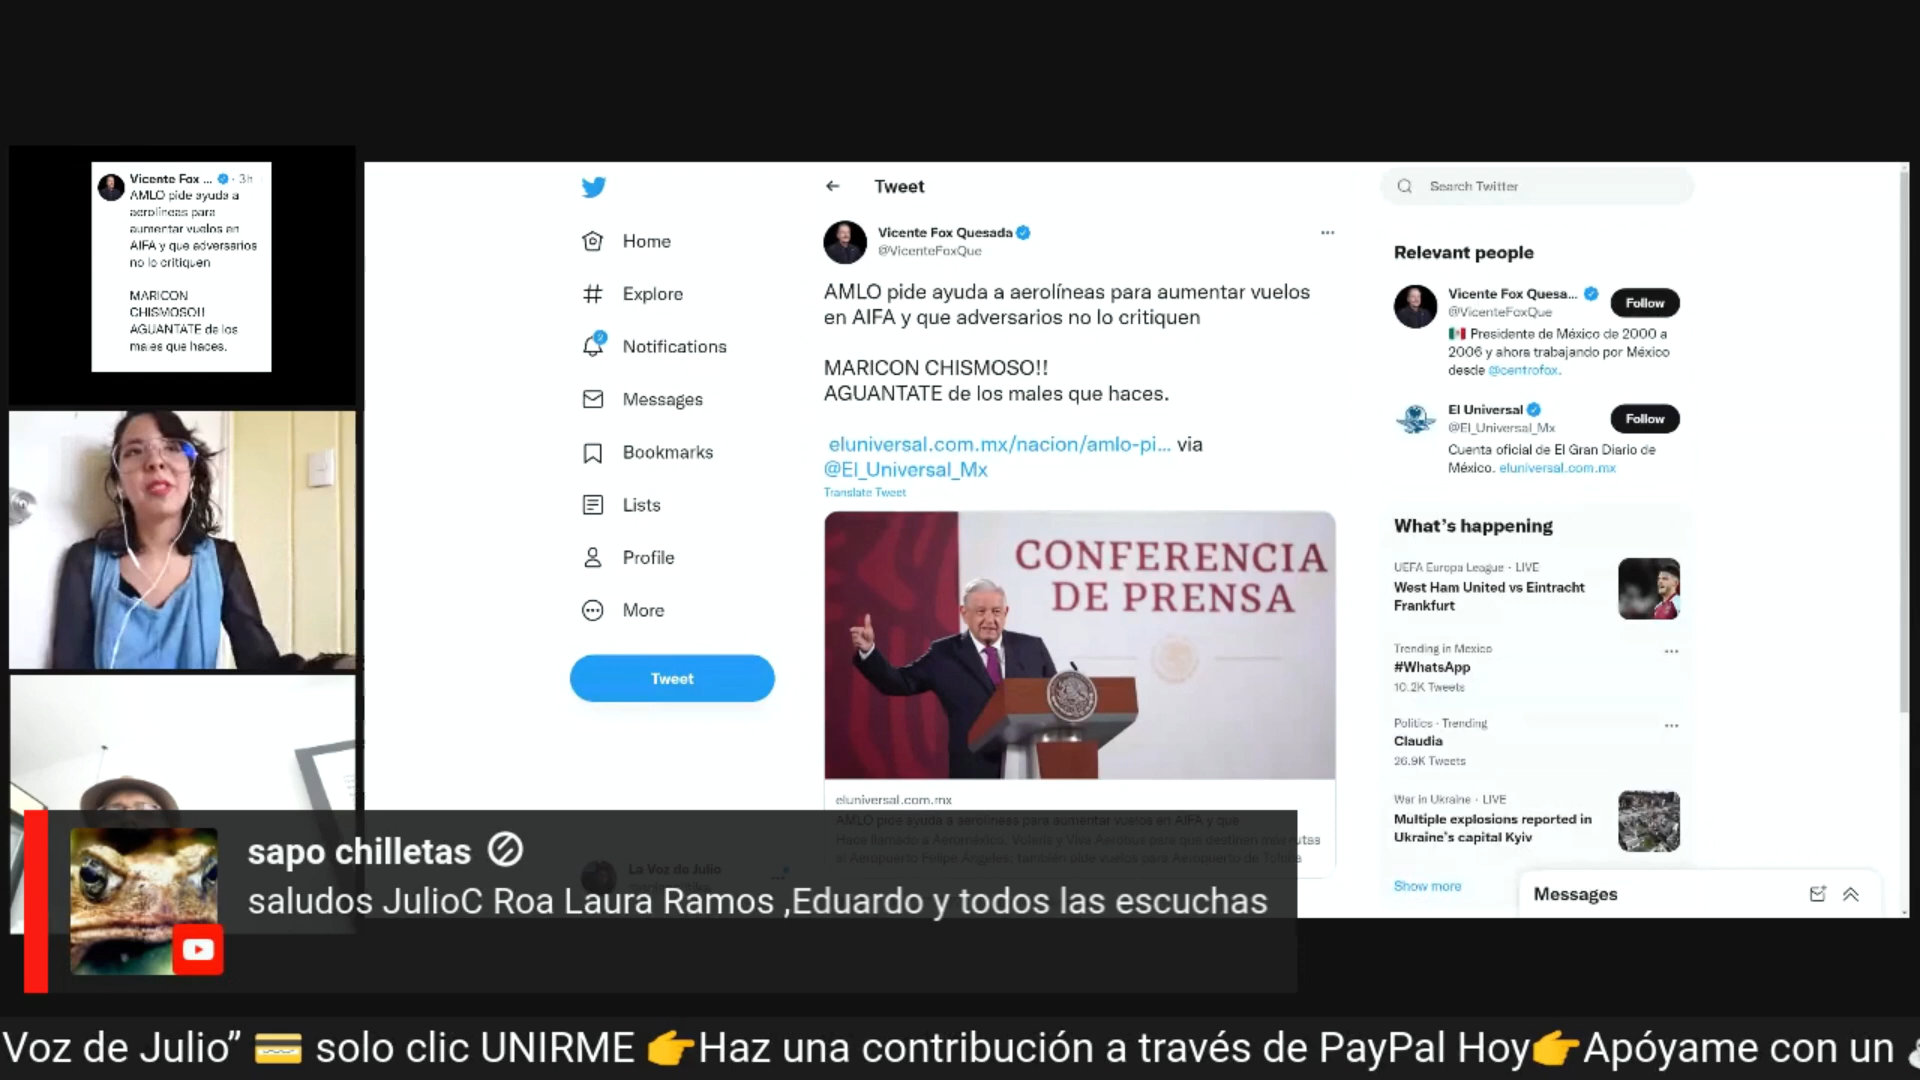 Vicente Fox ... · 3h
AMLO pide ayuda a
aerolíneas para
aumentar vuelos en
AIFA y que adversarios
no lo critiquen
MARICON
CHISMOSO!!
AGUANTATE de los
males que haces.
Home
Explore
2
Notifications
Messages
Bookmarks
Lists
Profile
More
Tweet
La Voz de Julio
Tweet
Vicente Fox Quesada
@VicenteFoxQue
AMLO pide ayuda a aerolíneas para aumentar vuelos
en AIFA y que adversarios no lo critiquen
MARICON CHISMOSO!!
AGUANTATE de los males que haces.
eluniversal.com.mx/nacion/amlo-pi... via
@El_Universal_Mx
Translate Tweet
CONFERENCIA
DE PRENSA
eluniversal.com.mx
AMLO pide ayuda a aerolíneas para aumentar vuelos en AIFA y que
Hace llamado a Aeroméxico, Volaris y Viva Aerobus para que destinen más rutas
al Aeropuerto Felipe Ángeles; también pide vuelos para Aeropuerto de Toluca
Search Twitter
Relevant people
Vicente Fox Quesa...
Follow
@VicenteFoxQue
Presidente de México de 2000 a
2006 y ahora trabajando por México
desde @centrofox.
El Universal
Follow
@El_Universal_Mx
Cuenta oficial de El Gran Diario de
México. eluniversal.com.mx
What's happening
UEFA Europa League · LIVE
West Ham United vs Eintracht
Frankfurt
Trending in Mexico
#WhatsApp
10.2K Tweets
Politics · Trending
Claudia
26.9K Tweets
War in Ukraine · LIVE
Multiple explosions reported in
Ukraine's capital Kyiv
Show more
Messages
sapo chilletas
saludos JulioC Roa Laura Ramos ,Eduardo y todos las escuchas
Voz de Julio” 💳 solo clic UNIRME 👉Haz una contribución a través de PayPal Hoy👉Apóyame con un